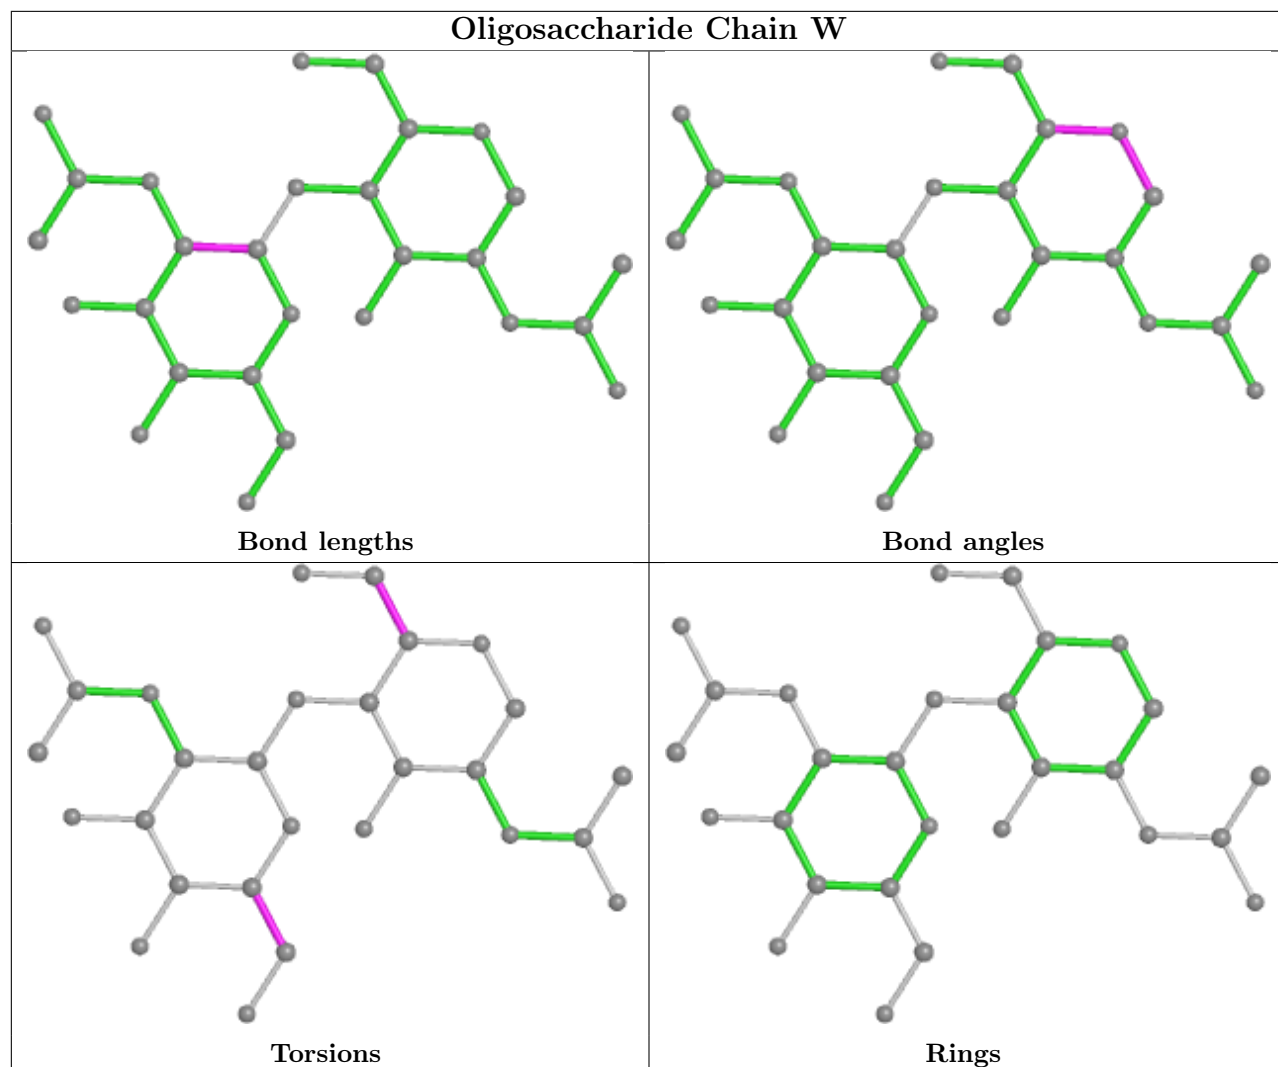 Oligosaccharide Chain W
Bond lengths
Bond angles
Torsions
Rings